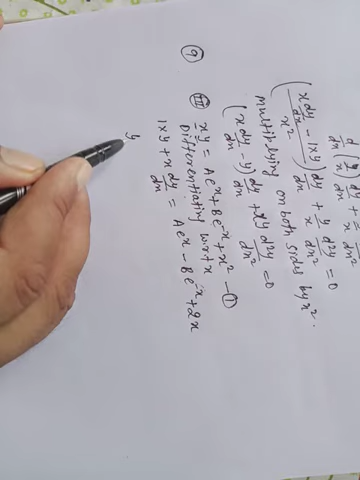 d/dx (y/x) dy/dx + y/x d2y/dx²
(x dy/dx - 1×y / x²) dy/dx + y/x d2y/dx² = 0
multiplying on both sides by x².
(x dy/dx - y) dy/dx + xy d2y/dx² = 0
(iii) xy = Ae^x + Be^-x + x² - ①
Differentiating w.r.t x
1×y + x dy/dx = Ae^x - Be^-x + 2x
y